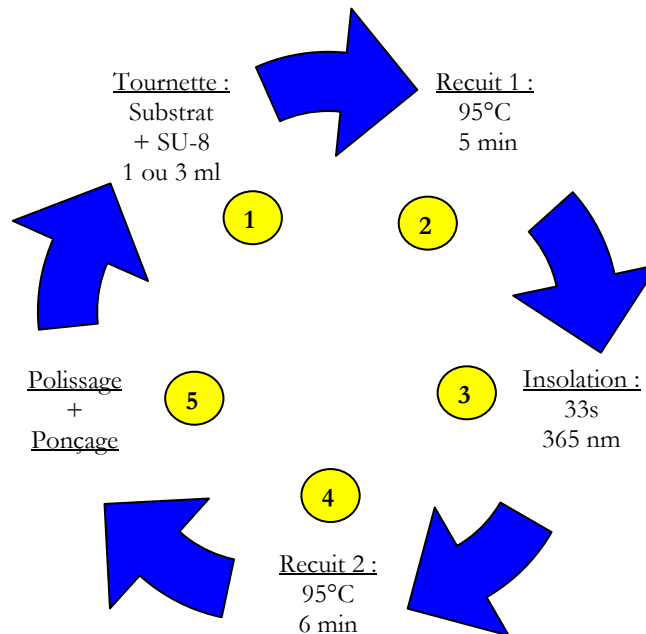 Tournette :
Substrat
+ SU-8
1 ou 3 ml
1
Recuit 1 :
95°C
5 min
2
Insolation :
33s
365 nm
3
Recuit 2 :
95°C
6 min
4
Polissage
+
Ponçage
5